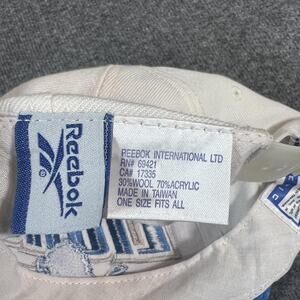 Reebok
REEBOK INTERNATIONAL LTD
RN# 69421
CA# 17335
30%WOOL 70%ACRYLIC
MADE IN TAIWAN
ONE SIZE FITS ALL